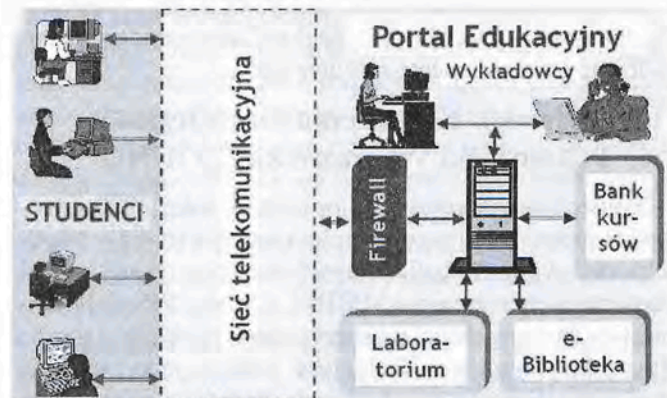 Portal Edukacyjny
Wykładowcy
STUDENCI
Sieć telekomunikacyjna
Firewall
Bank
kur-
sów
Labora-
torium
e-
Biblioteka